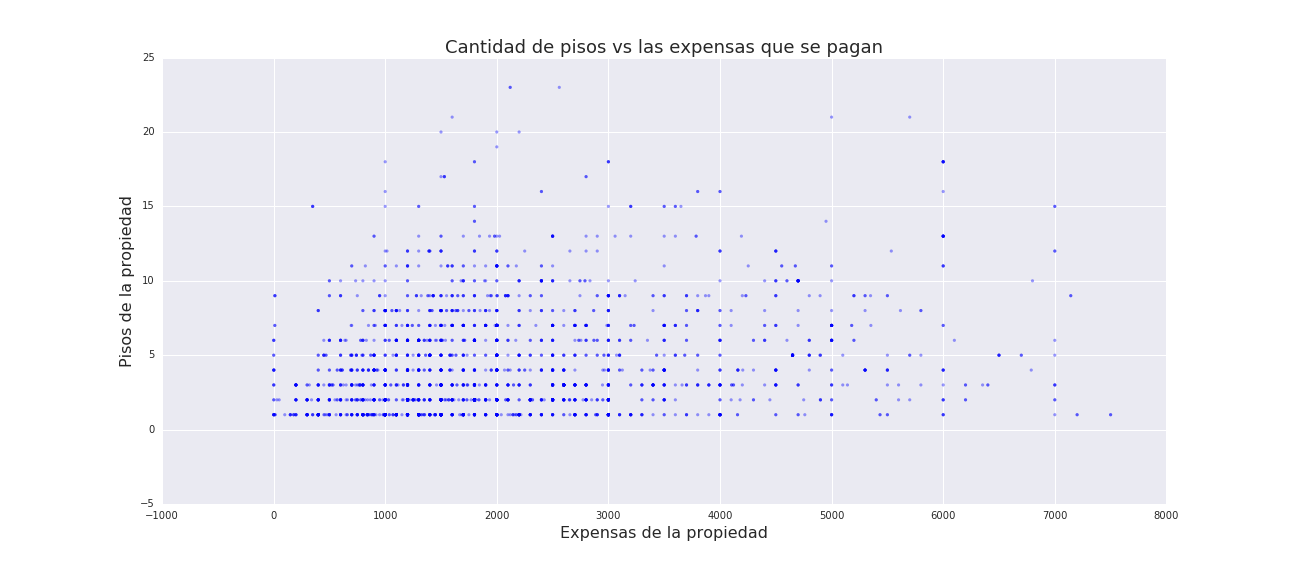 Cantidad de pisos vs las expensas que se pagan
25
20
15
10
5
0
−5
Pisos de la propiedad
−1000 0 1000 2000 3000 4000 5000 6000 7000 8000
Expensas de la propiedad